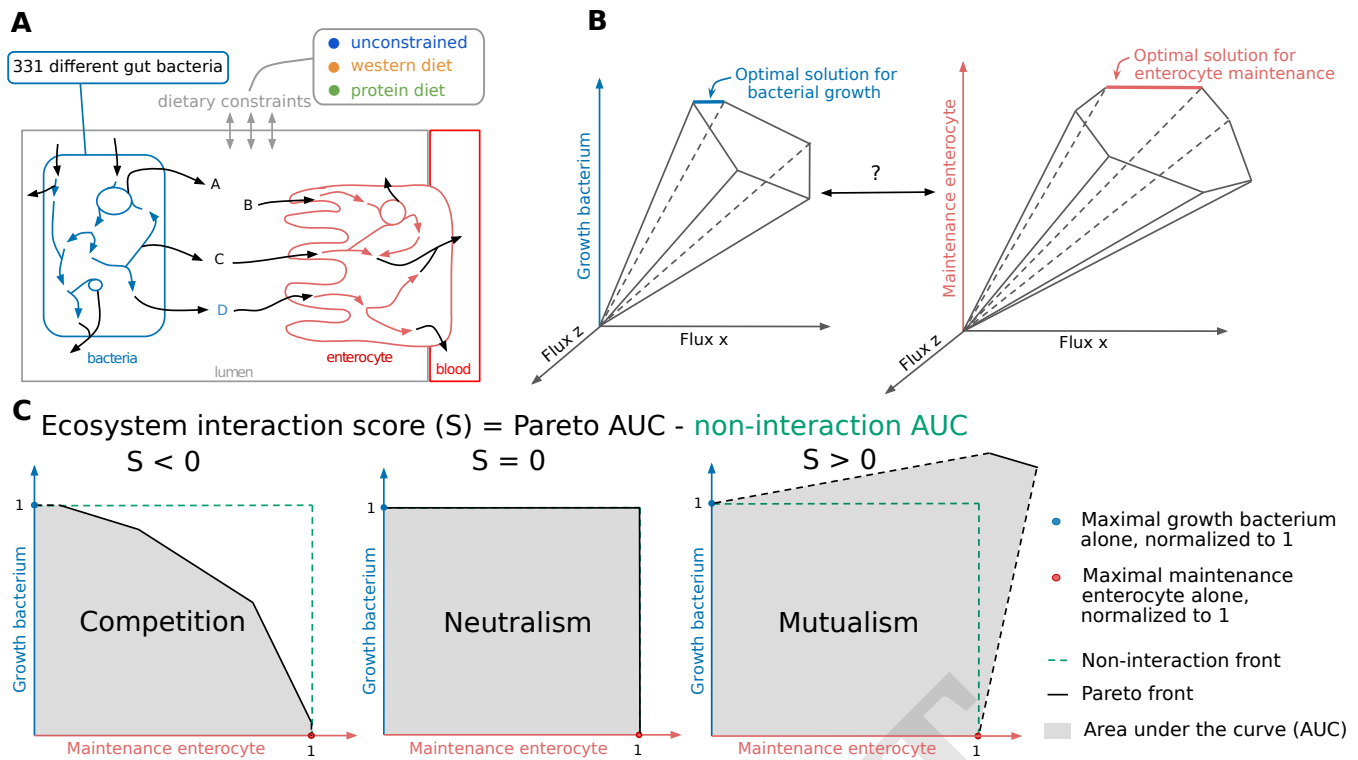 A
331 different gut bacteria
unconstrained
western diet
protein diet
dietary constraints
A
B
C
D
bacteria
enterocyte
blood
lumen
B
Growth bacterium
Optimal solution for
bacterial growth
Flux x
Flux z
?
Maintenance enterocyte
Optimal solution for
enterocyte maintenance
Flux x
Flux z
C
Ecosystem interaction score (S) = Pareto AUC - non-interaction AUC
S < 0
S = 0
S > 0
1
Growth bacterium
Competition
Maintenance enterocyte
1
1
Growth bacterium
Neutralism
Maintenance enterocyte
1
1
Growth bacterium
Mutualism
Maintenance enterocyte
1
Maximal growth bacterium
alone, normalized to 1
Maximal maintenance
enterocyte alone,
normalized to 1
Non-interaction front
Pareto front
Area under the curve (AUC)